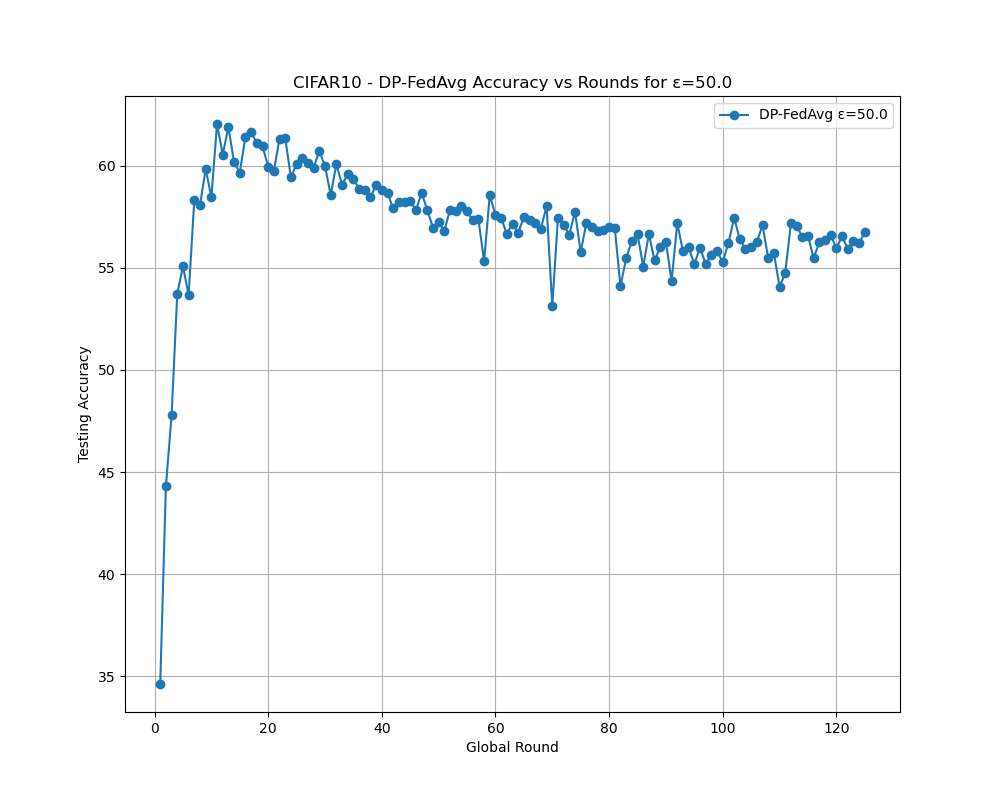 CIFAR10 - DP-FedAvg Accuracy vs Rounds for ε=50.0
DP-FedAvg ε=50.0
60
55
50
45
40
35
Testing Accuracy
0 20 40 60 80 100 120
Global Round